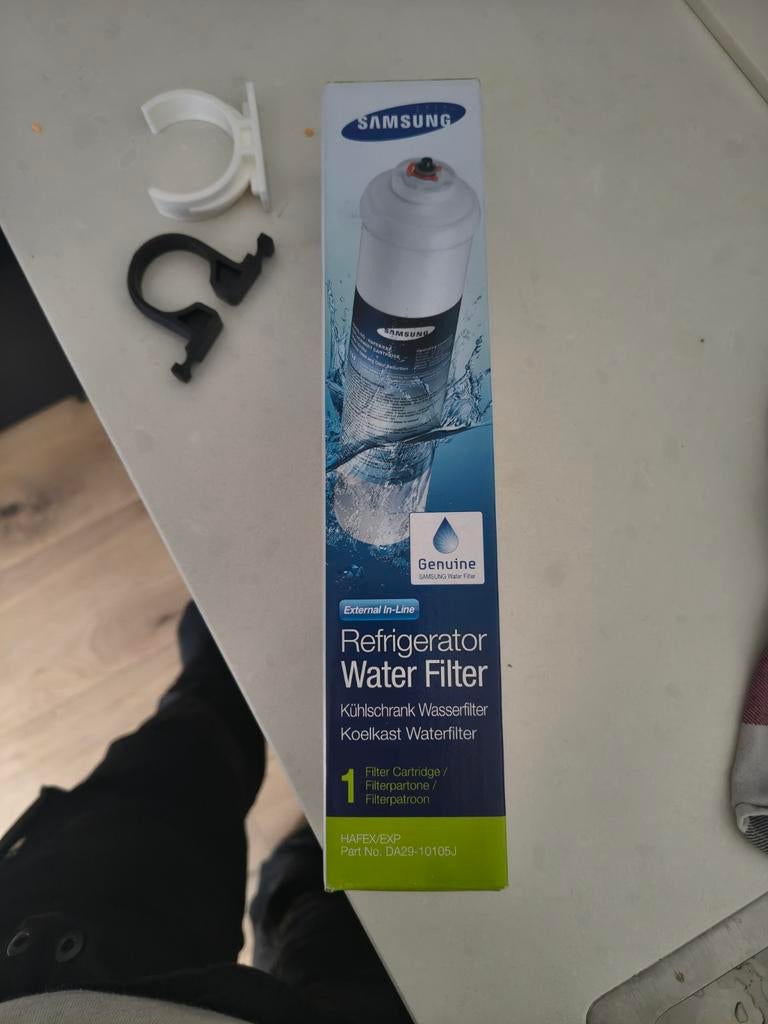 SAMSUNG
SAMSUNG
Genuine
SAMSUNG Water Filter
External In-Line
Refrigerator
Water Filter
Kühlschrank Wasserfilter
Koelkast Waterfilter
1 Filter Cartridge /
Filterpartone /
Filterpatroon
HAFEX/EXP
Part No. DA29-10105J